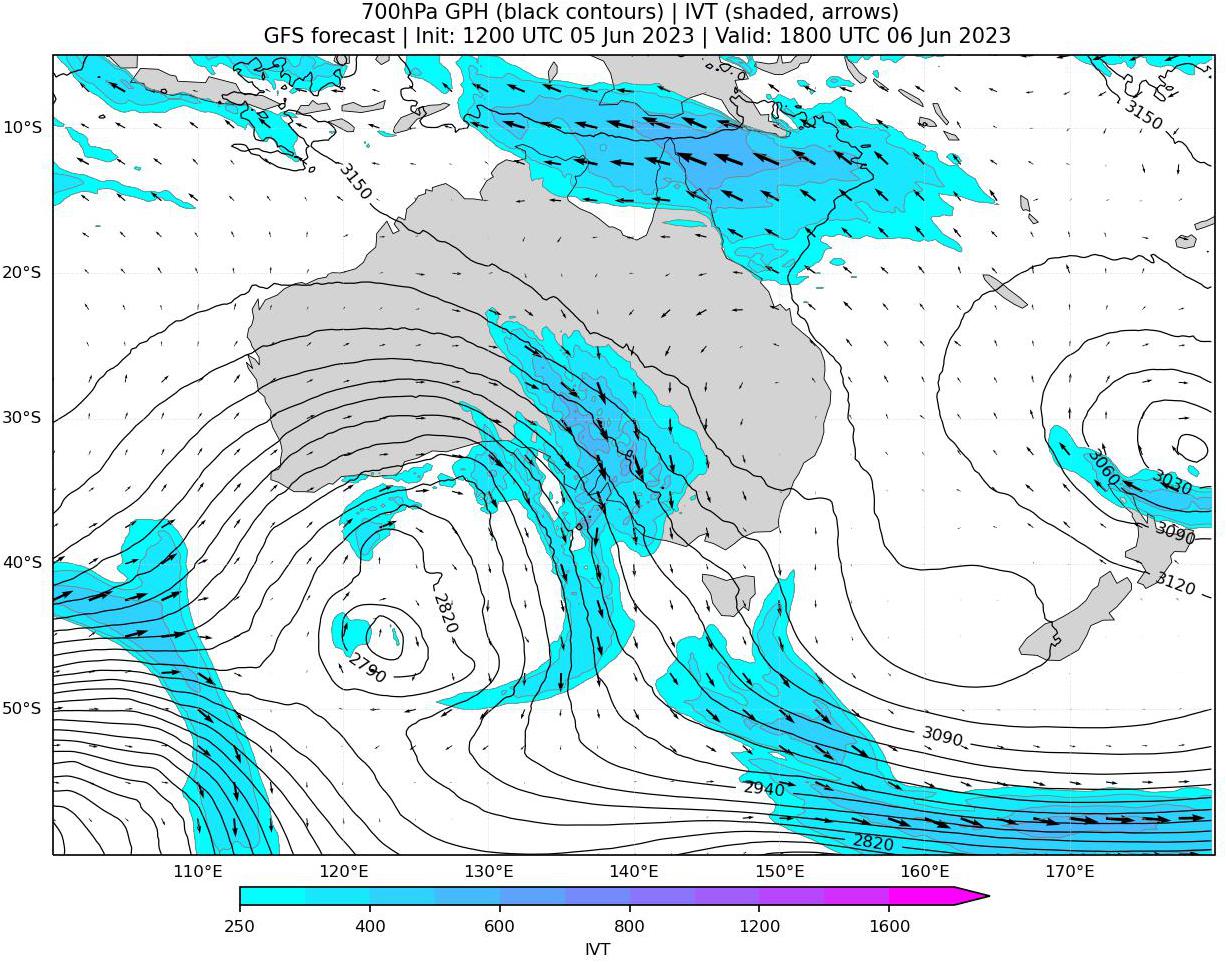 700hPa GPH (black contours) | IVT (shaded, arrows)
GFS forecast | Init: 1200 UTC 05 Jun 2023 | Valid: 1800 UTC 06 Jun 2023
3150
10°S
3150
20°S
30°S
3060
3030
3090
40°S
3120
2820
2790
50°S
3090
2940
2820
110°E 120°E 130°E 140°E 150°E 160°E 170°E
250 400 600 800 1200 1600
IVT